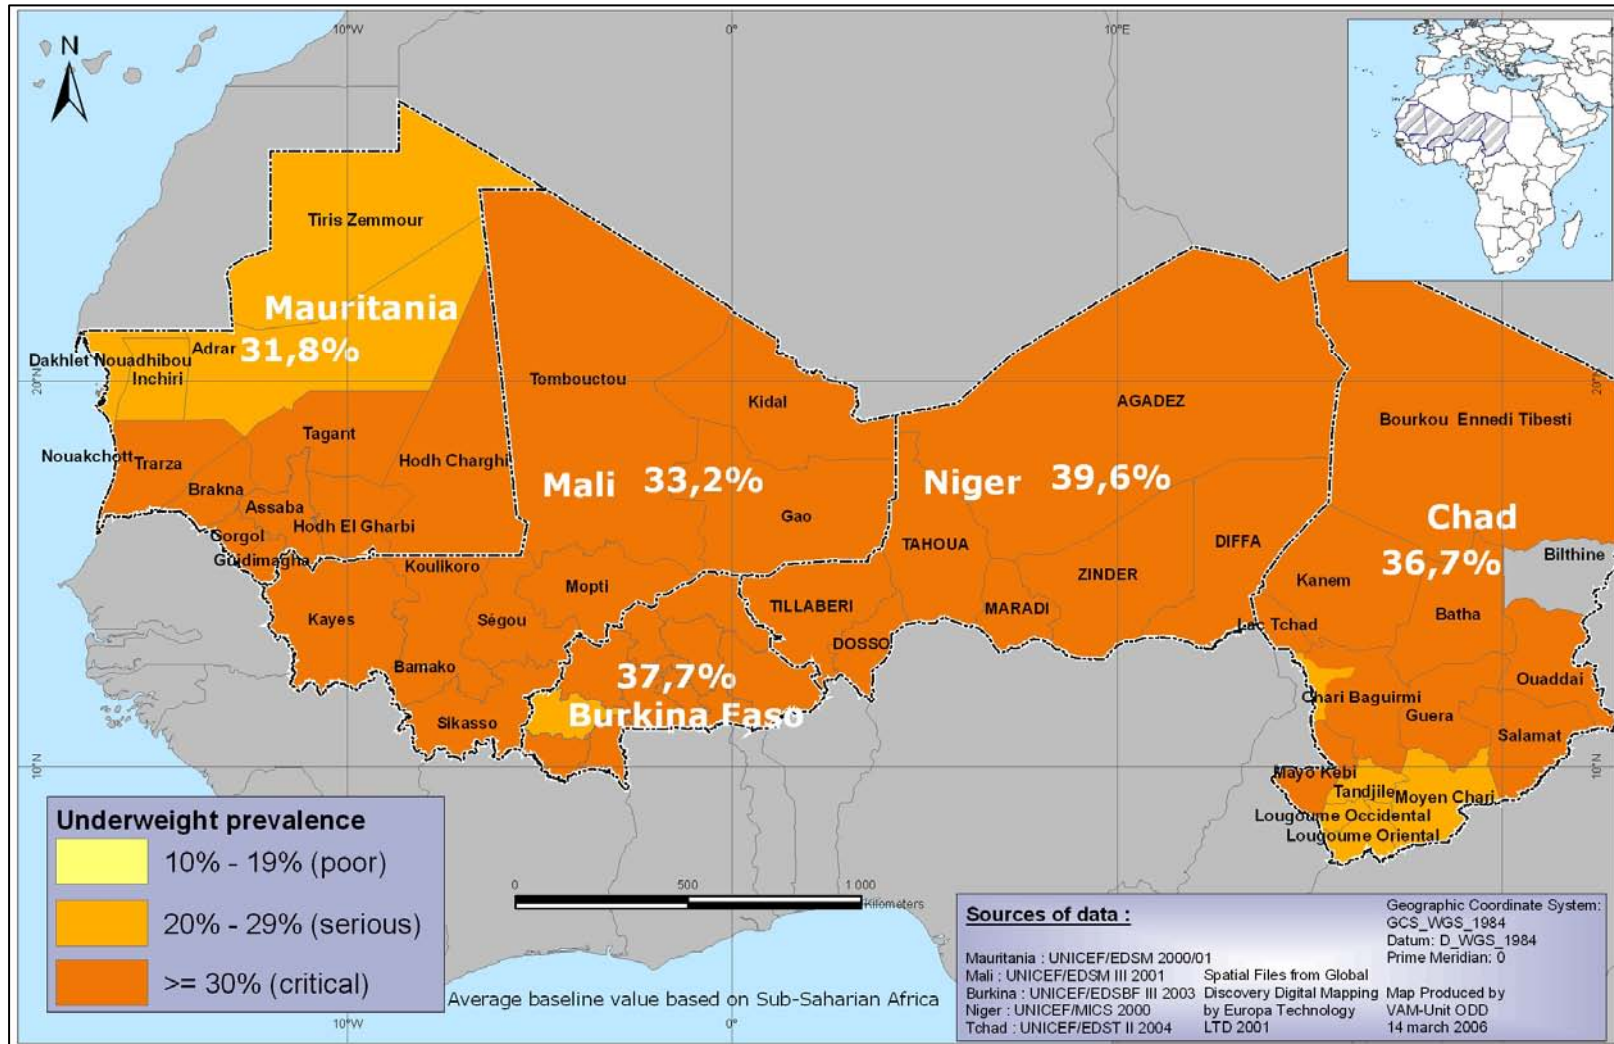 10°W
0°
10°E
N
Tiris Zemmour
Mauritania
31,8%
Adrar
Dakhlet Nouadhibou
Inchiri
20°N
20°N
Tombouctou
Kidal
AGADEZ
Bourkou Ennedi Tibesti
Nouakchott
Trarza
Tagant
Hodh Charghi
Brakna
Assaba
Hodh El Gharbi
Gorgol
Guidimagha
Mali 33,2%
Gao
Niger 39,6%
TAHOUA
DIFFA
ZINDER
Chad
36,7%
Bilthine
Kanem
Batha
Koulikoro
Mopti
Kayes
Ségou
TILLABERI
MARADI
Lac Tchad
Bamako
DOSSO
37,7%
Burkina Faso
Sikasso
Chari Baguirmi
Ouaddai
Guera
Salamat
10°N
10°N
Mayo Kebi
Tandjile
Moyen Chari
Lougoume Occidental
Lougoume Oriental
Underweight prevalence
10% - 19% (poor)
20% - 29% (serious)
>= 30% (critical)
0 500 1 000
Kilometers
Average baseline value based on Sub-Saharian Africa
10°W
0°
Sources of data :
Mauritania : UNICEF/EDSM 2000/01
Mali : UNICEF/EDSM III 2001
Burkina : UNICEF/EDSBF III 2003
Niger : UNICEF/MICS 2000
Tchad : UNICEF/EDST II 2004
Spatial Files from Global
Discovery Digital Mapping
by Europa Technology
LTD 2001
Geographic Coordinate System:
GCS_WGS_1984
Datum: D_WGS_1984
Prime Meridian: 0
Map Produced by
VAM-Unit ODD
14 march 2006